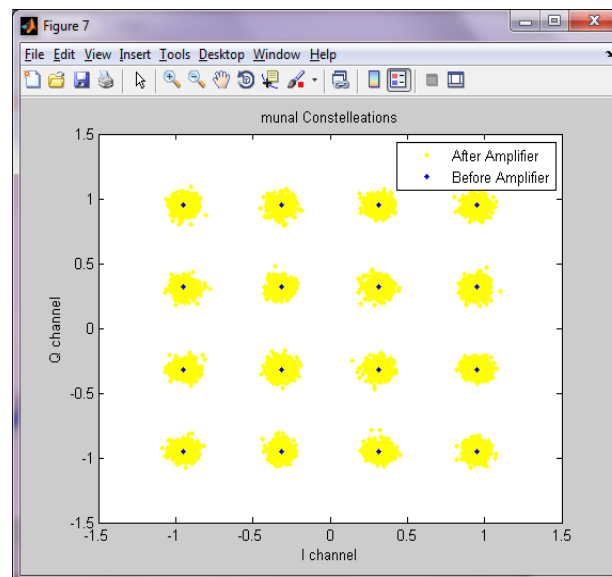 Figure 7
File Edit View Insert Tools Desktop Window Help
munal Constelleations
After Amplifier
Before Amplifier
1.5
1
0.5
0
-0.5
-1
-1.5
Q channel
-1.5 -1 -0.5 0 0.5 1 1.5
I channel